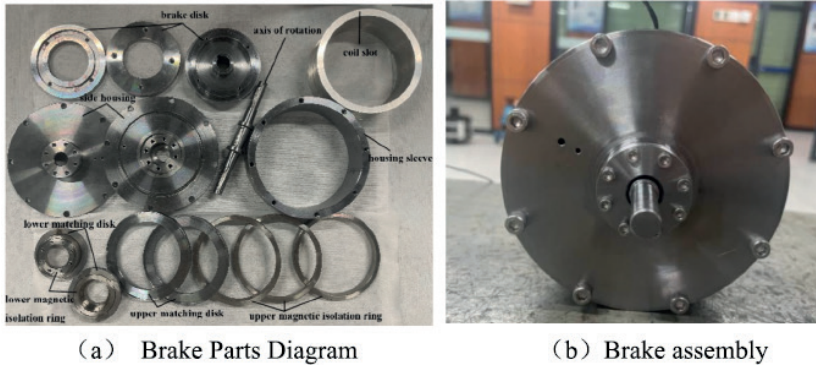 brake disk
axis of rotation
coil slot
side housing
housing sleeve
lower matching disk
lower magnetic
isolation ring
upper matching disk
upper magnetic isolation ring
（a） Brake Parts Diagram
（b）Brake assembly